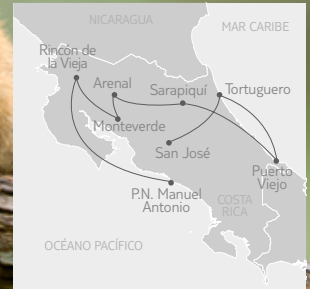 NICARAGUA
MAR CARIBE
Rincón de
la Vieja
Arenal
Sarapiquí
Tortuguero
Monteverde
San José
Puerto
Viejo
P.N. Manuel
Antonio
COSTA
RICA
OCÉANO PACÍFICO